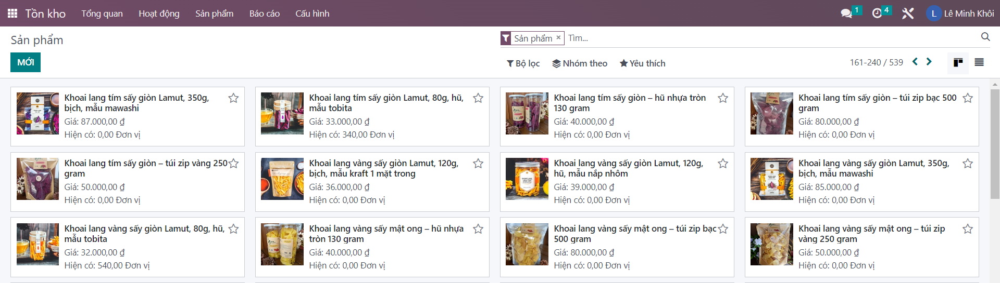 Tồn kho Tổng quan Hoạt động Sản phẩm Báo cáo Cấu hình 1 4 L Lê Minh Khôi
Sản phẩm
Sản phẩm × Tìm...
MỚI
Bộ lọc Nhóm theo Yêu thích 161-240 / 539
Khoai lang tím sấy giòn Lamut, 350g,
bịch, mẫu mawashi
Giá: 87.000,00 ₫
Hiện có: 0,00 Đơn vị
Khoai lang tím sấy giòn Lamut, 80g, hũ,
mẫu tobita
Giá: 33.000,00 ₫
Hiện có: 340,00 Đơn vị
Khoai lang tím sấy giòn – hũ nhựa tròn
130 gram
Giá: 40.000,00 ₫
Hiện có: 0,00 Đơn vị
Khoai lang tím sấy giòn – túi zip bạc 500
gram
Giá: 80.000,00 ₫
Hiện có: 0,00 Đơn vị
Khoai lang tím sấy giòn – túi zip vàng 250
gram
Giá: 50.000,00 ₫
Hiện có: 0,00 Đơn vị
Khoai lang vàng sấy giòn Lamut, 120g,
bịch, mẫu kraft 1 mặt trong
Giá: 36.000,00 ₫
Hiện có: 0,00 Đơn vị
Khoai lang vàng sấy giòn Lamut, 120g,
hũ, mẫu nắp nhôm
Giá: 39.000,00 ₫
Hiện có: 0,00 Đơn vị
Khoai lang vàng sấy giòn Lamut, 350g,
bịch, mẫu mawashi
Giá: 85.000,00 ₫
Hiện có: 0,00 Đơn vị
Khoai lang vàng sấy giòn Lamut, 80g, hũ,
mẫu tobita
Giá: 32.000,00 ₫
Hiện có: 540,00 Đơn vị
Khoai lang vàng sấy mật ong – hũ nhựa
tròn 130 gram
Giá: 40.000,00 ₫
Hiện có: 0,00 Đơn vị
Khoai lang vàng sấy mật ong – túi zip bạc
500 gram
Giá: 80.000,00 ₫
Hiện có: 0,00 Đơn vị
Khoai lang vàng sấy mật ong – túi zip
vàng 250 gram
Giá: 50.000,00 ₫
Hiện có: 0,00 Đơn vị